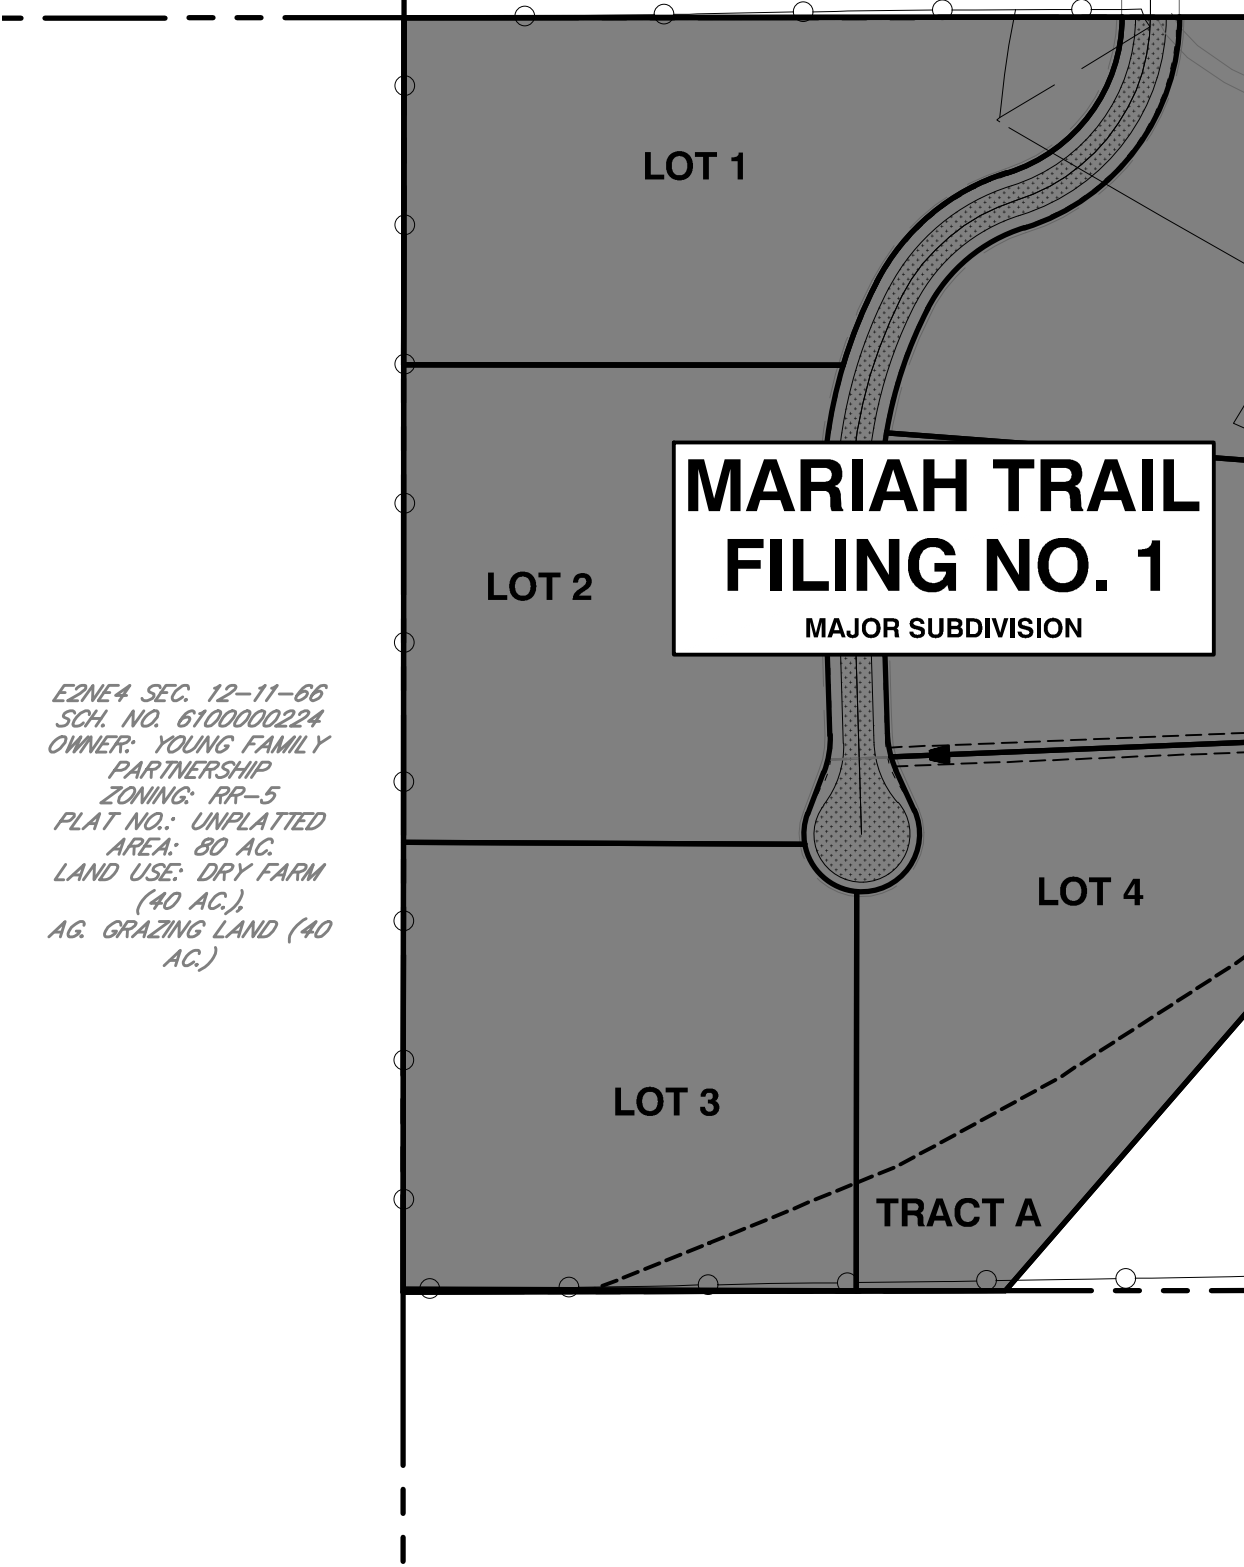 LOT 1
MARIAH TRAIL
FILING NO. 1
MAJOR SUBDIVISION
LOT 2
E2NE4 SEC. 12-11-66
SCH. NO. 6100000224
OWNER: YOUNG FAMILY
PARTNERSHIP
ZONING: RR-5
PLAT NO.: UNPLATTED
AREA: 80 AC.
LAND USE: DRY FARM
(40 AC.),
AG. GRAZING LAND (40
AC.)
LOT 4
LOT 3
TRACT A